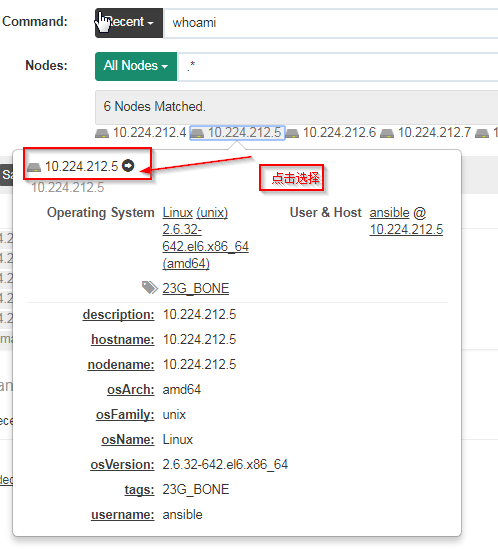 Command: Recent whoami
Nodes: All Nodes .*
6 Nodes Matched.
10.224.212.4 10.224.212.5 10.224.212.6 10.224.212.7 1
10.224.212.5
点击选择
10.224.212.5
Operating System Linux (unix) 2.6.32-642.el6.x86_64 (amd64)
User & Host ansible @ 10.224.212.5
23G_BONE
description: 10.224.212.5
hostname: 10.224.212.5
nodename: 10.224.212.5
osArch: amd64
osFamily: unix
osName: Linux
osVersion: 2.6.32-642.el6.x86_64
tags: 23G_BONE
username: ansible